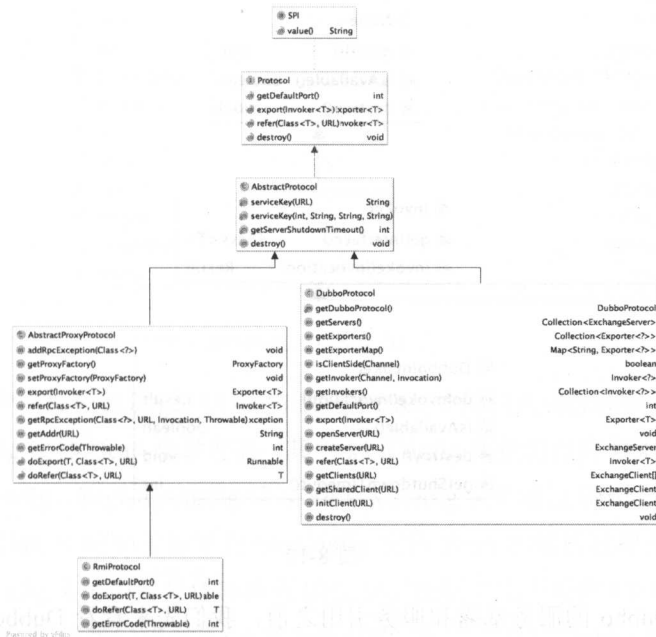 SPI
value() String
Protocol
getDefaultPort() int
export(Invoker<T>) xporter<T>
refer(Class<T>, URL) nvoker<T>
destroy() void
AbstractProtocol
serviceKey(URL) String
serviceKey(int, String, String, String)
getServerShutdownTimeout() int
destroy() void
AbstractProxyProtocol
addRpcException(Class<?>) void
getProxyFactory() ProxyFactory
setProxyFactory(ProxyFactory) void
export(Invoker<T>) Exporter<T>
refer(Class<T>, URL) Invoker<T>
getRpcException(Class<?>, URL, Invocation, Throwable) xception
getAddr(URL) String
getErrorCode(Throwable) int
doExport(T, Class<T>, URL) Runnable
doRefer(Class<T>, URL) T
DubboProtocol
getDubboProtocol() DubboProtocol
getServers() Collection<ExchangeServer>
getExporters() Collection<Exporter<?>>
getExporterMap() Map<String, Exporter<?>>
isClientSide(Channel) boolean
getInvoker(Channel, Invocation) Invoker<?>
getInvokers() Collection<Invoker<?>>
getDefaultPort() int
export(Invoker<T>) Exporter<T>
openServer(URL) void
createServer(URL) ExchangeServer
refer(Class<T>, URL) Invoker<T>
getClients(URL) ExchangeClient[]
getSharedClient(URL) ExchangeClient
initClient(URL) ExchangeClient
destroy() void
RmiProtocol
getDefaultPort() int
doExport(T, Class<T>, URL) able
doRefer(Class<T>, URL) T
getErrorCode(Throwable) int
Powered by yFiles